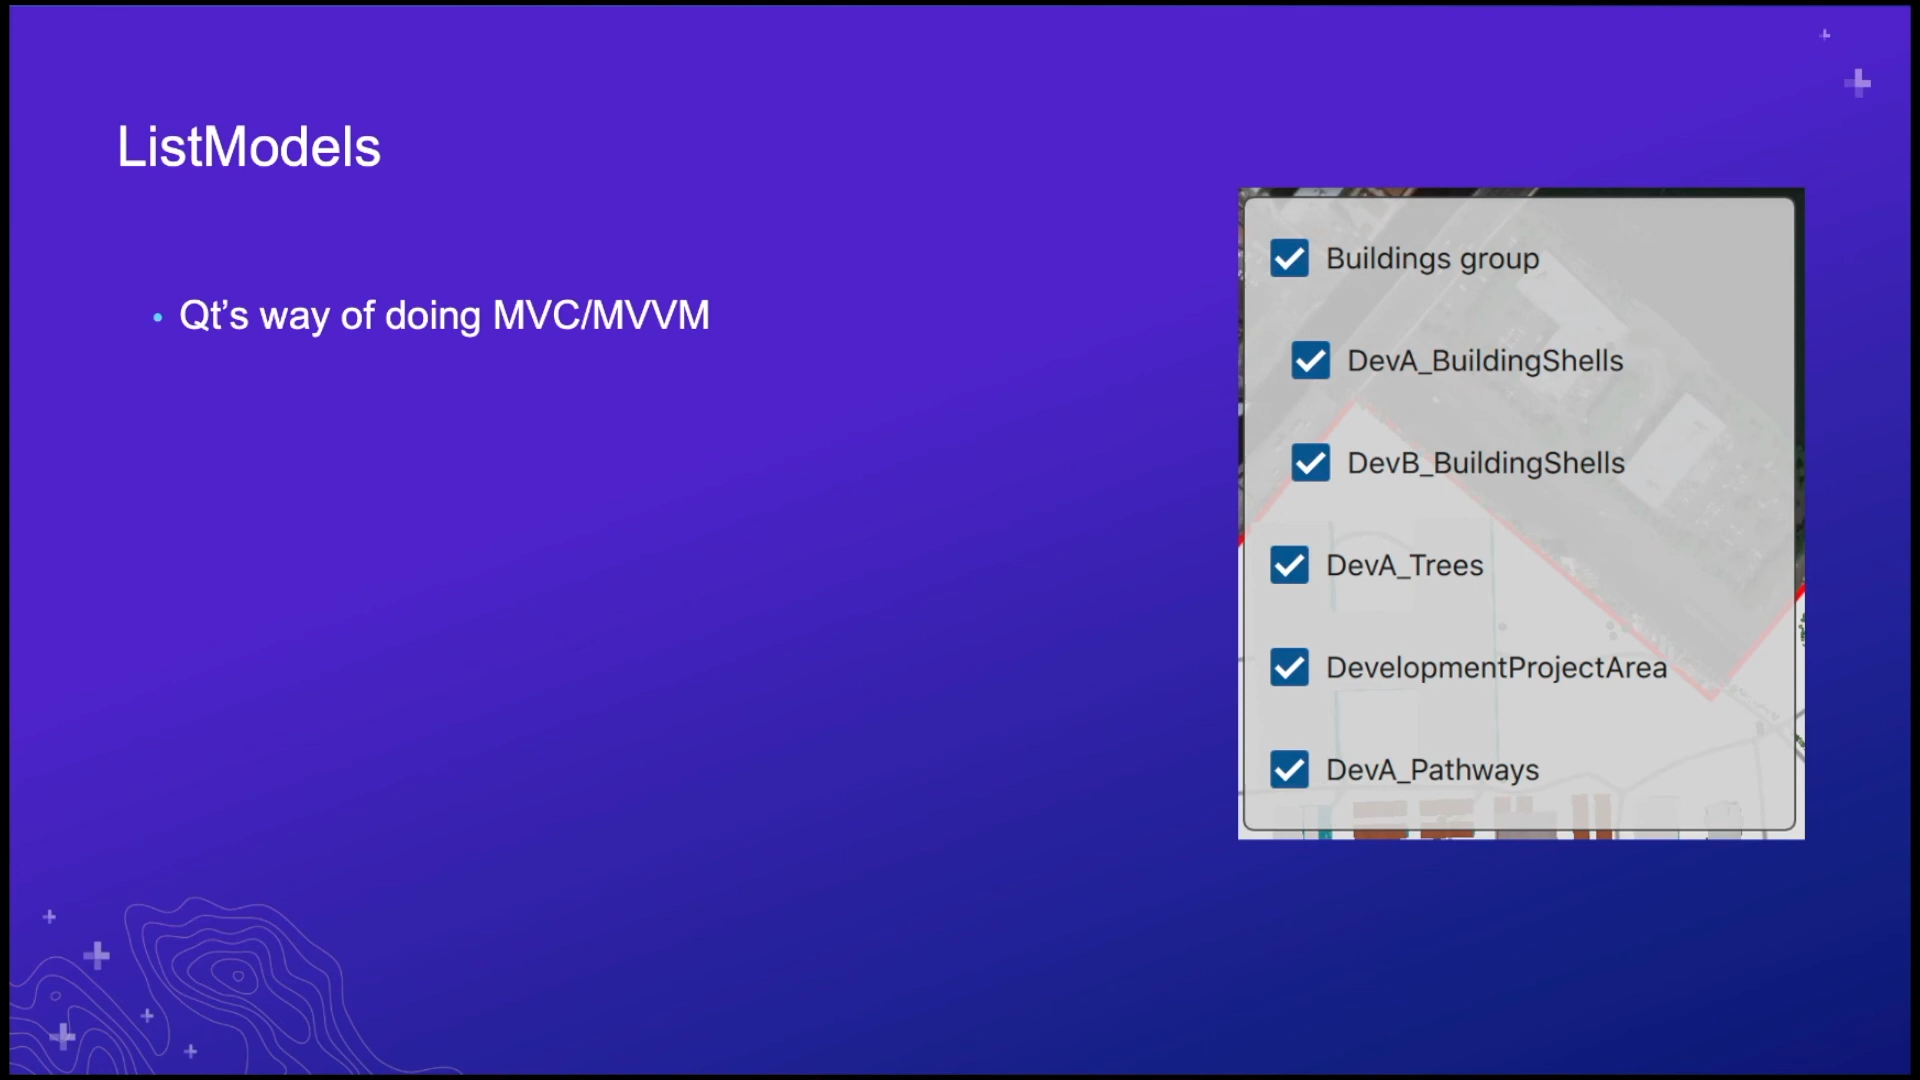 ListModels
• Qt’s way of doing MVC/MVVM
Buildings group
DevA_BuildingShells
DevB_BuildingShells
DevA_Trees
DevelopmentProjectArea
DevA_Pathways